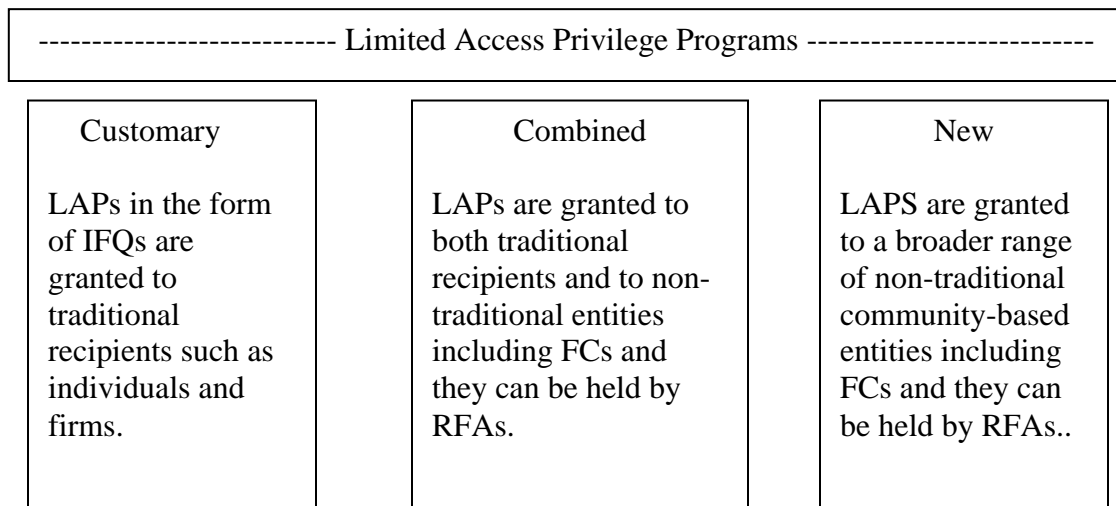 ---------------------------- Limited Access Privilege Programs ---------------------------
Customary
LAPs in the form
of IFQs are
granted to
traditional
recipients such as
individuals and
firms.
Combined
LAPs are granted to
both traditional
recipients and to non-
traditional entities
including FCs and
they can be held by
RFAs.
New
LAPS are granted
to a broader range
of non-traditional
community-based
entities including
FCs and they can
be held by RFAs..